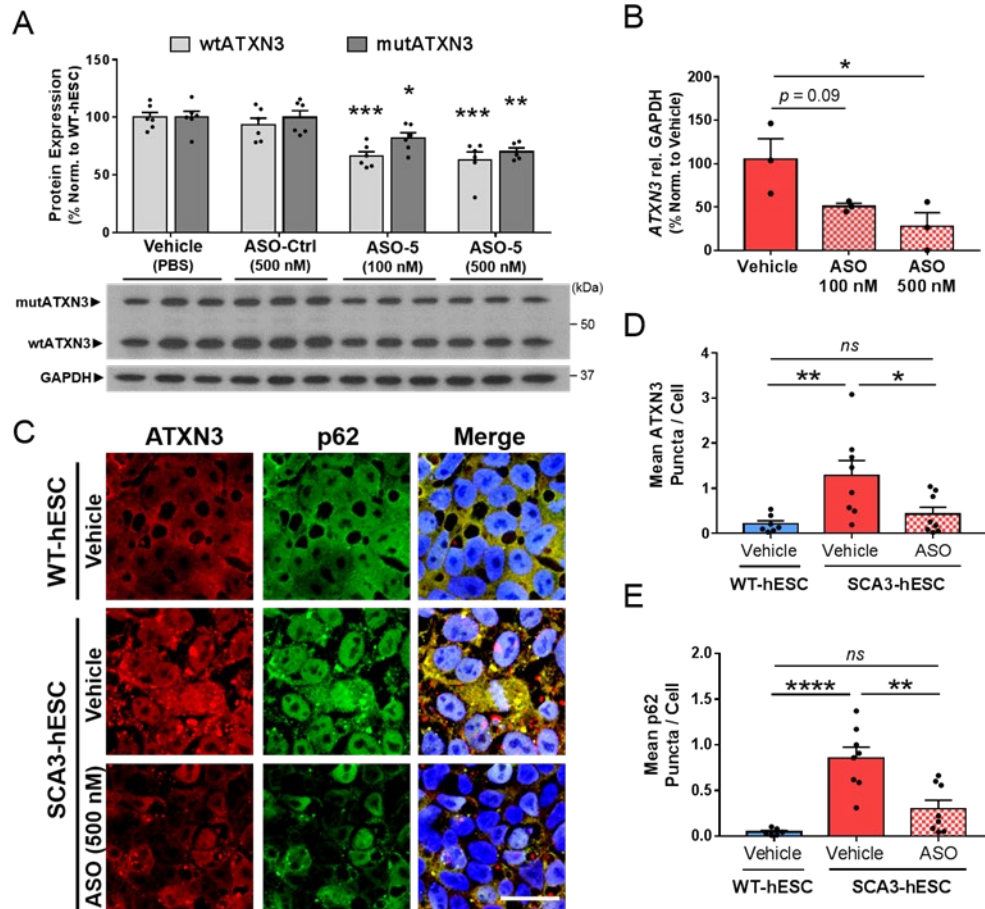 A
wtATXN3 mutATXN3
Protein Expression
(% Norm. to WT-hESC)
150
100
50
0
***
*
***
**
Vehicle
(PBS)
ASO-Ctrl
(500 nM)
ASO-5
(100 nM)
ASO-5
(500 nM)
(kDa)
mutATXN3
50
wtATXN3
GAPDH
37
B
ATXN3 rel. GAPDH
(% Norm. to Vehicle)
200
150
100
50
0
*
p = 0.09
Vehicle
ASO
100 nM
ASO
500 nM
C
ATXN3 p62 Merge
WT-hESC
Vehicle
SCA3-hESC
Vehicle
ASO (500 nM)
D
Mean ATXN3
Puncta / Cell
4
3
2
1
0
ns
**
*
Vehicle Vehicle ASO
WT-hESC SCA3-hESC
E
Mean p62
Puncta / Cell
2.0
1.5
1.0
0.5
0.0
ns
****
**
Vehicle Vehicle ASO
WT-hESC SCA3-hESC